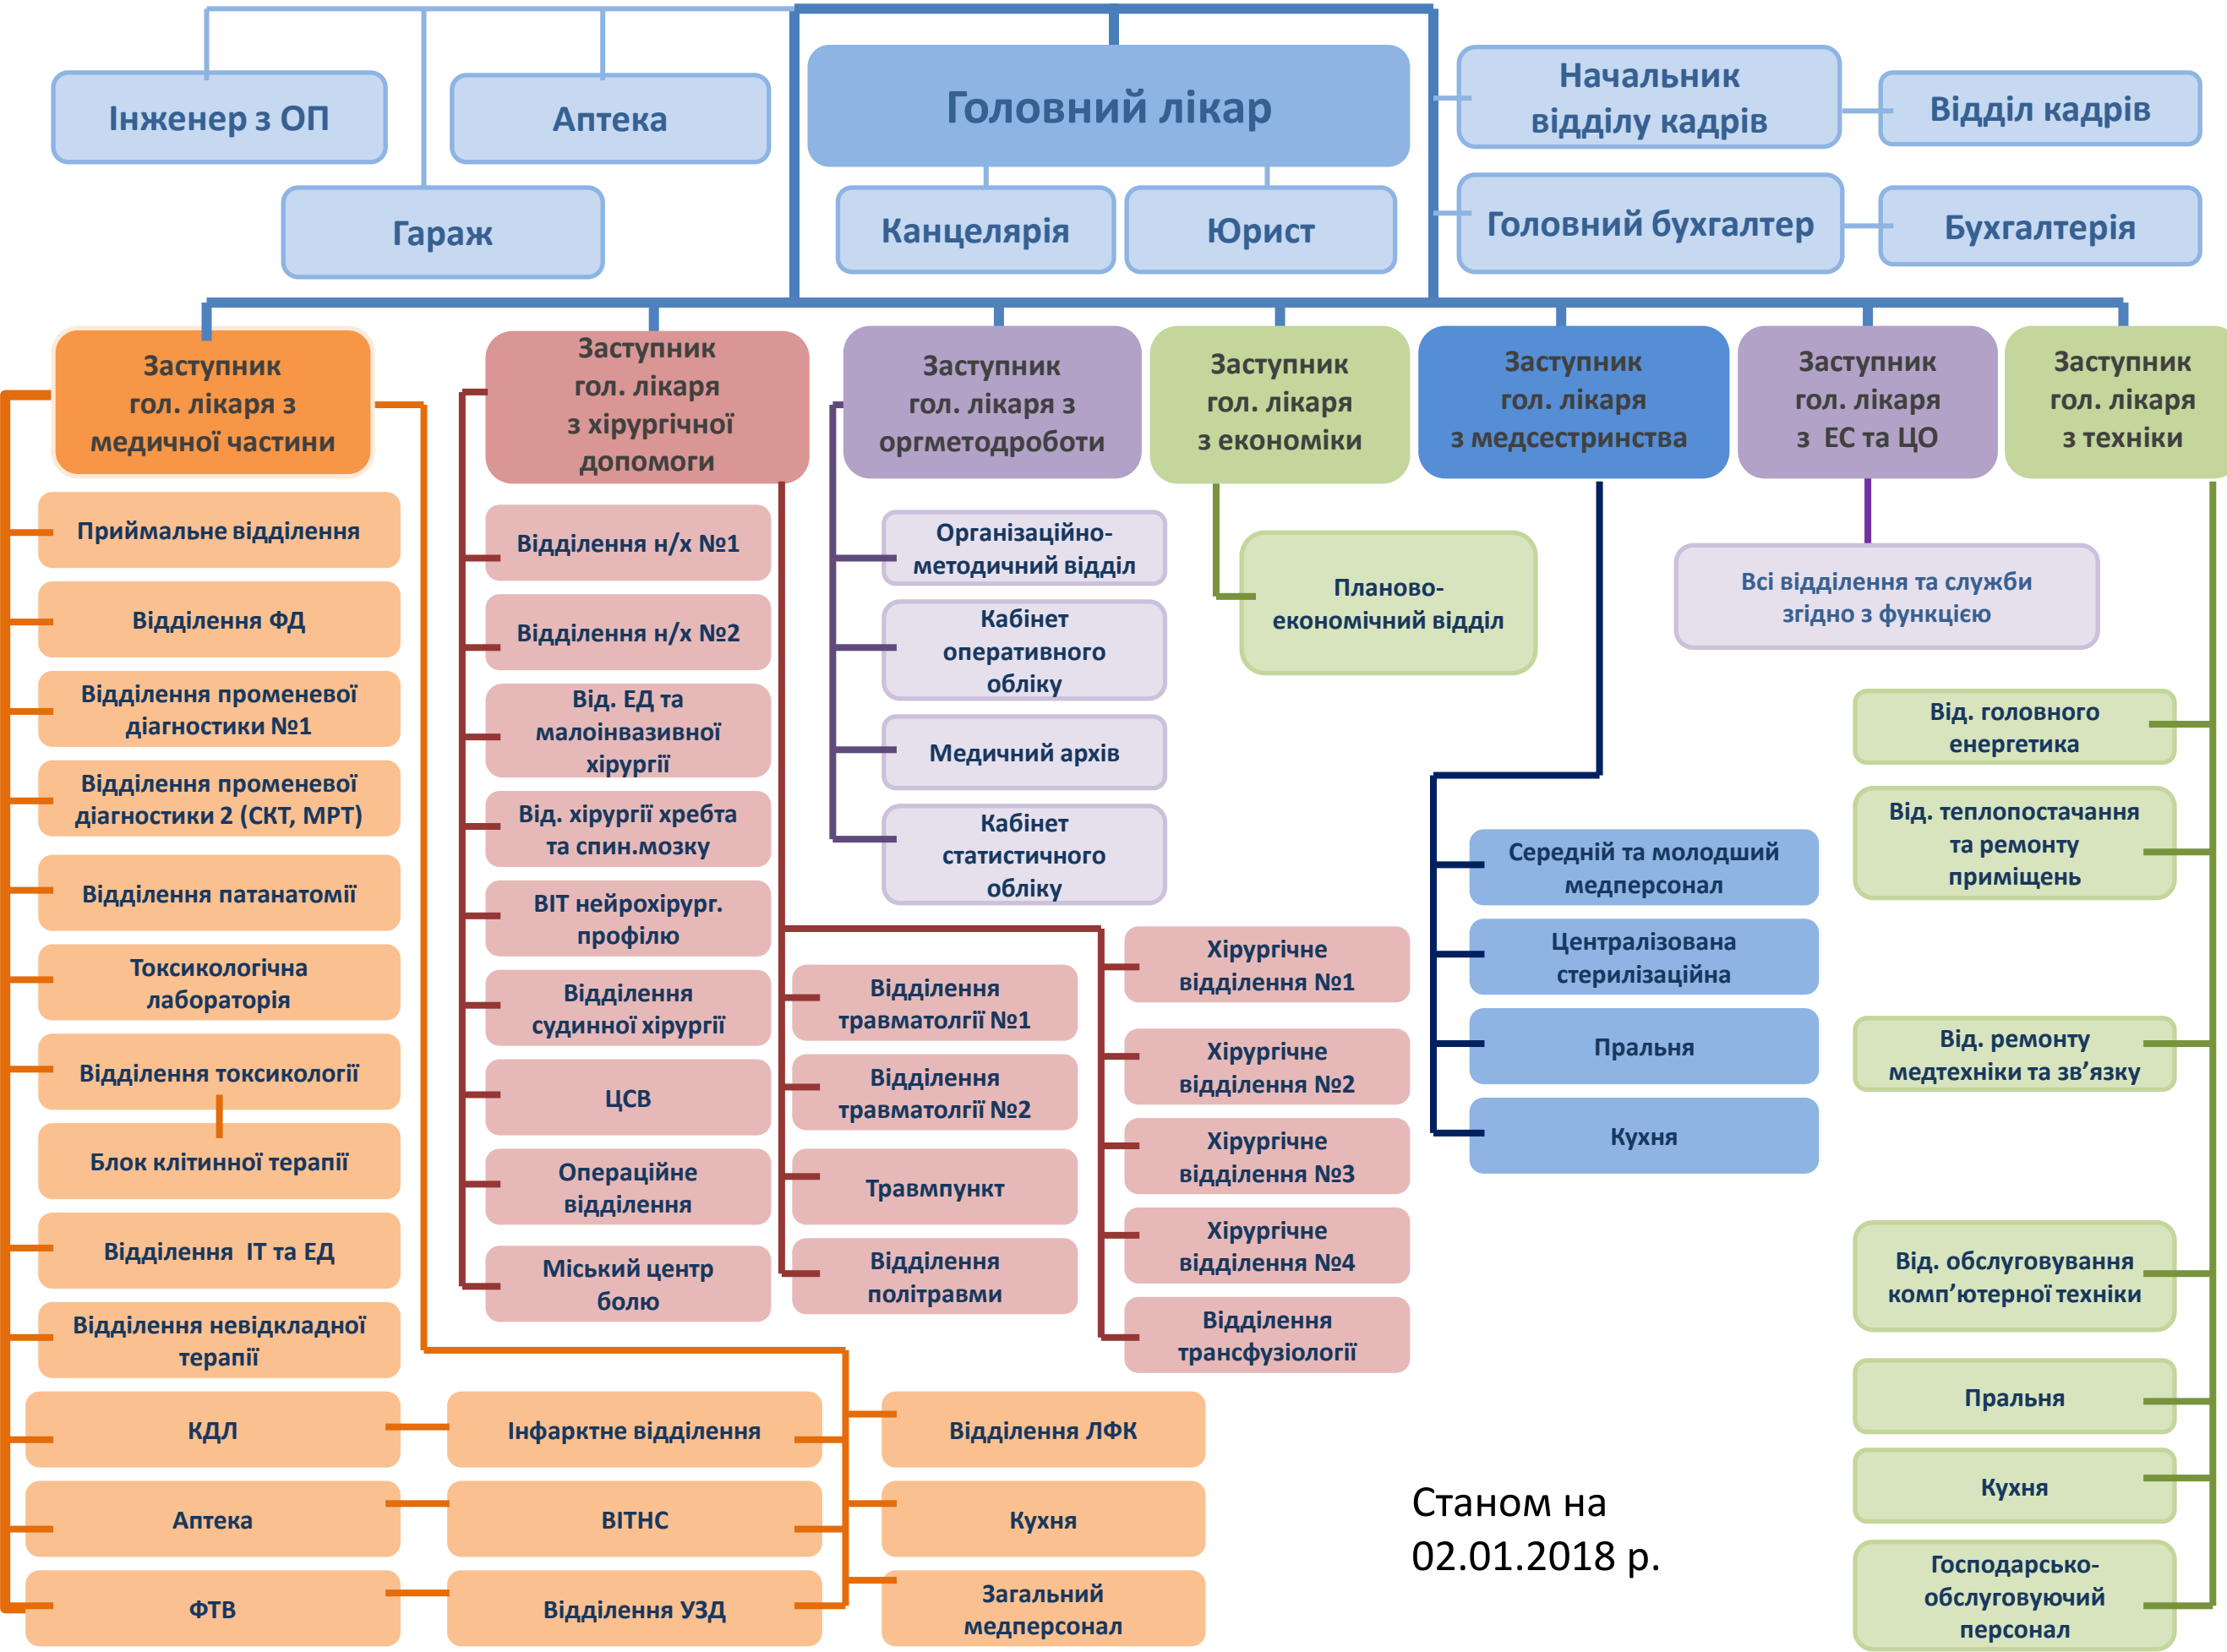 Інженер з ОП
Аптека
Гараж
Головний лікар
Канцелярія
Юрист
Начальник
відділу кадрів
Відділ кадрів
Головний бухгалтер
Бухгалтерія
Заступник
гол. лікаря з
медичної частини
Заступник
гол. лікаря
з хірургічної
допомоги
Заступник
гол. лікаря з
оргметодроботи
Заступник
гол. лікаря
з економіки
Заступник
гол. лікаря
з медсестринства
Заступник
гол. лікаря
з ЕС та ЦО
Заступник
гол. лікаря
з техніки
Приймальне відділення
Відділення ФД
Відділення променевої
діагностики №1
Відділення променевої
діагностики 2 (СКТ, МРТ)
Відділення патанатомії
Токсикологічна
лабораторія
Відділення токсикології
Блок клітинної терапії
Відділення ІТ та ЕД
Відділення невідкладної
терапії
КДЛ
Аптека
ФТВ
Інфарктне відділення
ВІТНС
Відділення УЗД
Відділення ЛФК
Кухня
Загальний
медперсонал
Відділення н/х №1
Відділення н/х №2
Від. ЕД та
малоінвазивної
хірургії
Від. хірургії хребта
та спин.мозку
ВІТ нейрохірург.
профілю
Відділення
судинної хірургії
ЦСВ
Операційне
відділення
Міський центр
болю
Відділення
травматолгії №1
Відділення
травматолгії №2
Травмпункт
Відділення
політравми
Хірургічне
відділення №1
Хірургічне
відділення №2
Хірургічне
відділення №3
Хірургічне
відділення №4
Відділення
трансфузіології
Організаційно-
методичний відділ
Кабінет
оперативного
обліку
Медичний архів
Кабінет
статистичного
обліку
Планово-
економічний відділ
Середній та молодший
медперсонал
Централізована
стерилізаційна
Пральня
Кухня
Всі відділення та служби
згідно з функцією
Від. головного
енергетика
Від. теплопостачання
та ремонту
приміщень
Від. ремонту
медтехніки та зв’язку
Від. обслуговування
комп’ютерної техніки
Пральня
Кухня
Господарсько-
обслуговуючий
персонал
Станом на
02.01.2018 р.